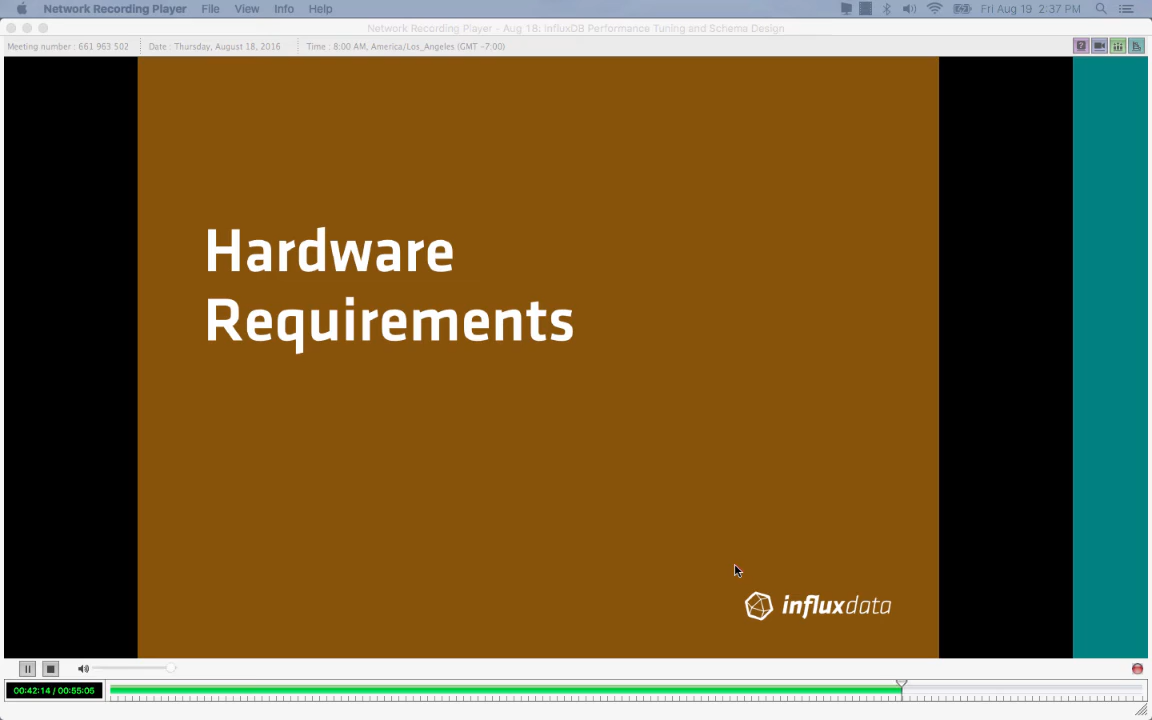 Network Recording Player File View Info Help Fri Aug 19 2:37 PM
Network Recording Player - Aug 18: InfluxDB Performance Tuning and Schema Design
Meeting number : 661 963 502 Date : Thursday, August 18, 2016 Time : 8:00 AM, America/Los_Angeles (GMT -7:00)
Hardware
Requirements
influxdata
00:42:14 / 00:55:05